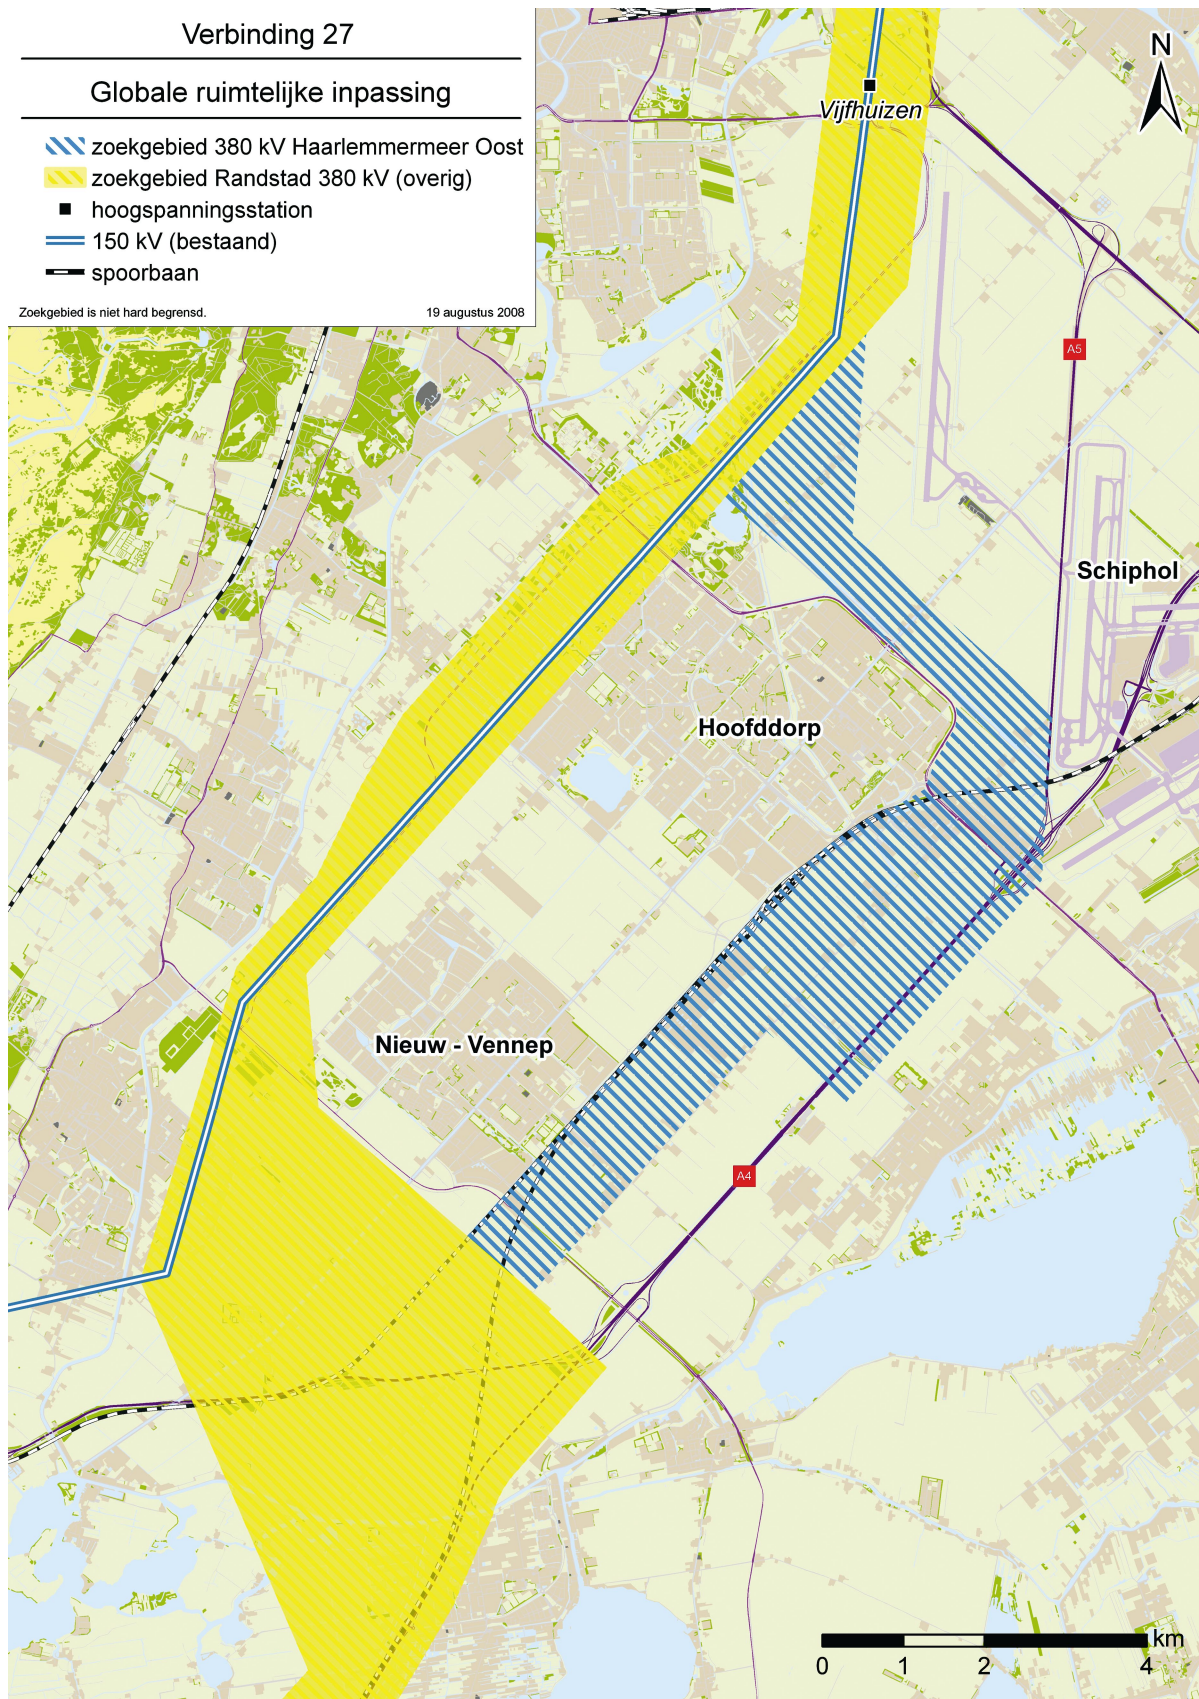 Verbinding 27
Globale ruimtelijke inpassing
zoekgebied 380 kV Haarlemmermeer Oost
zoekgebied Randstad 380 kV (overig)
hoogspanningsstation
150 kV (bestaand)
spoorbaan
Zoekgebied is niet hard begrensd.
19 augustus 2008
N
Vijfhuizen
A5
Schiphol
Hoofddorp
Nieuw - Vennep
A4
km
0 1 2 4